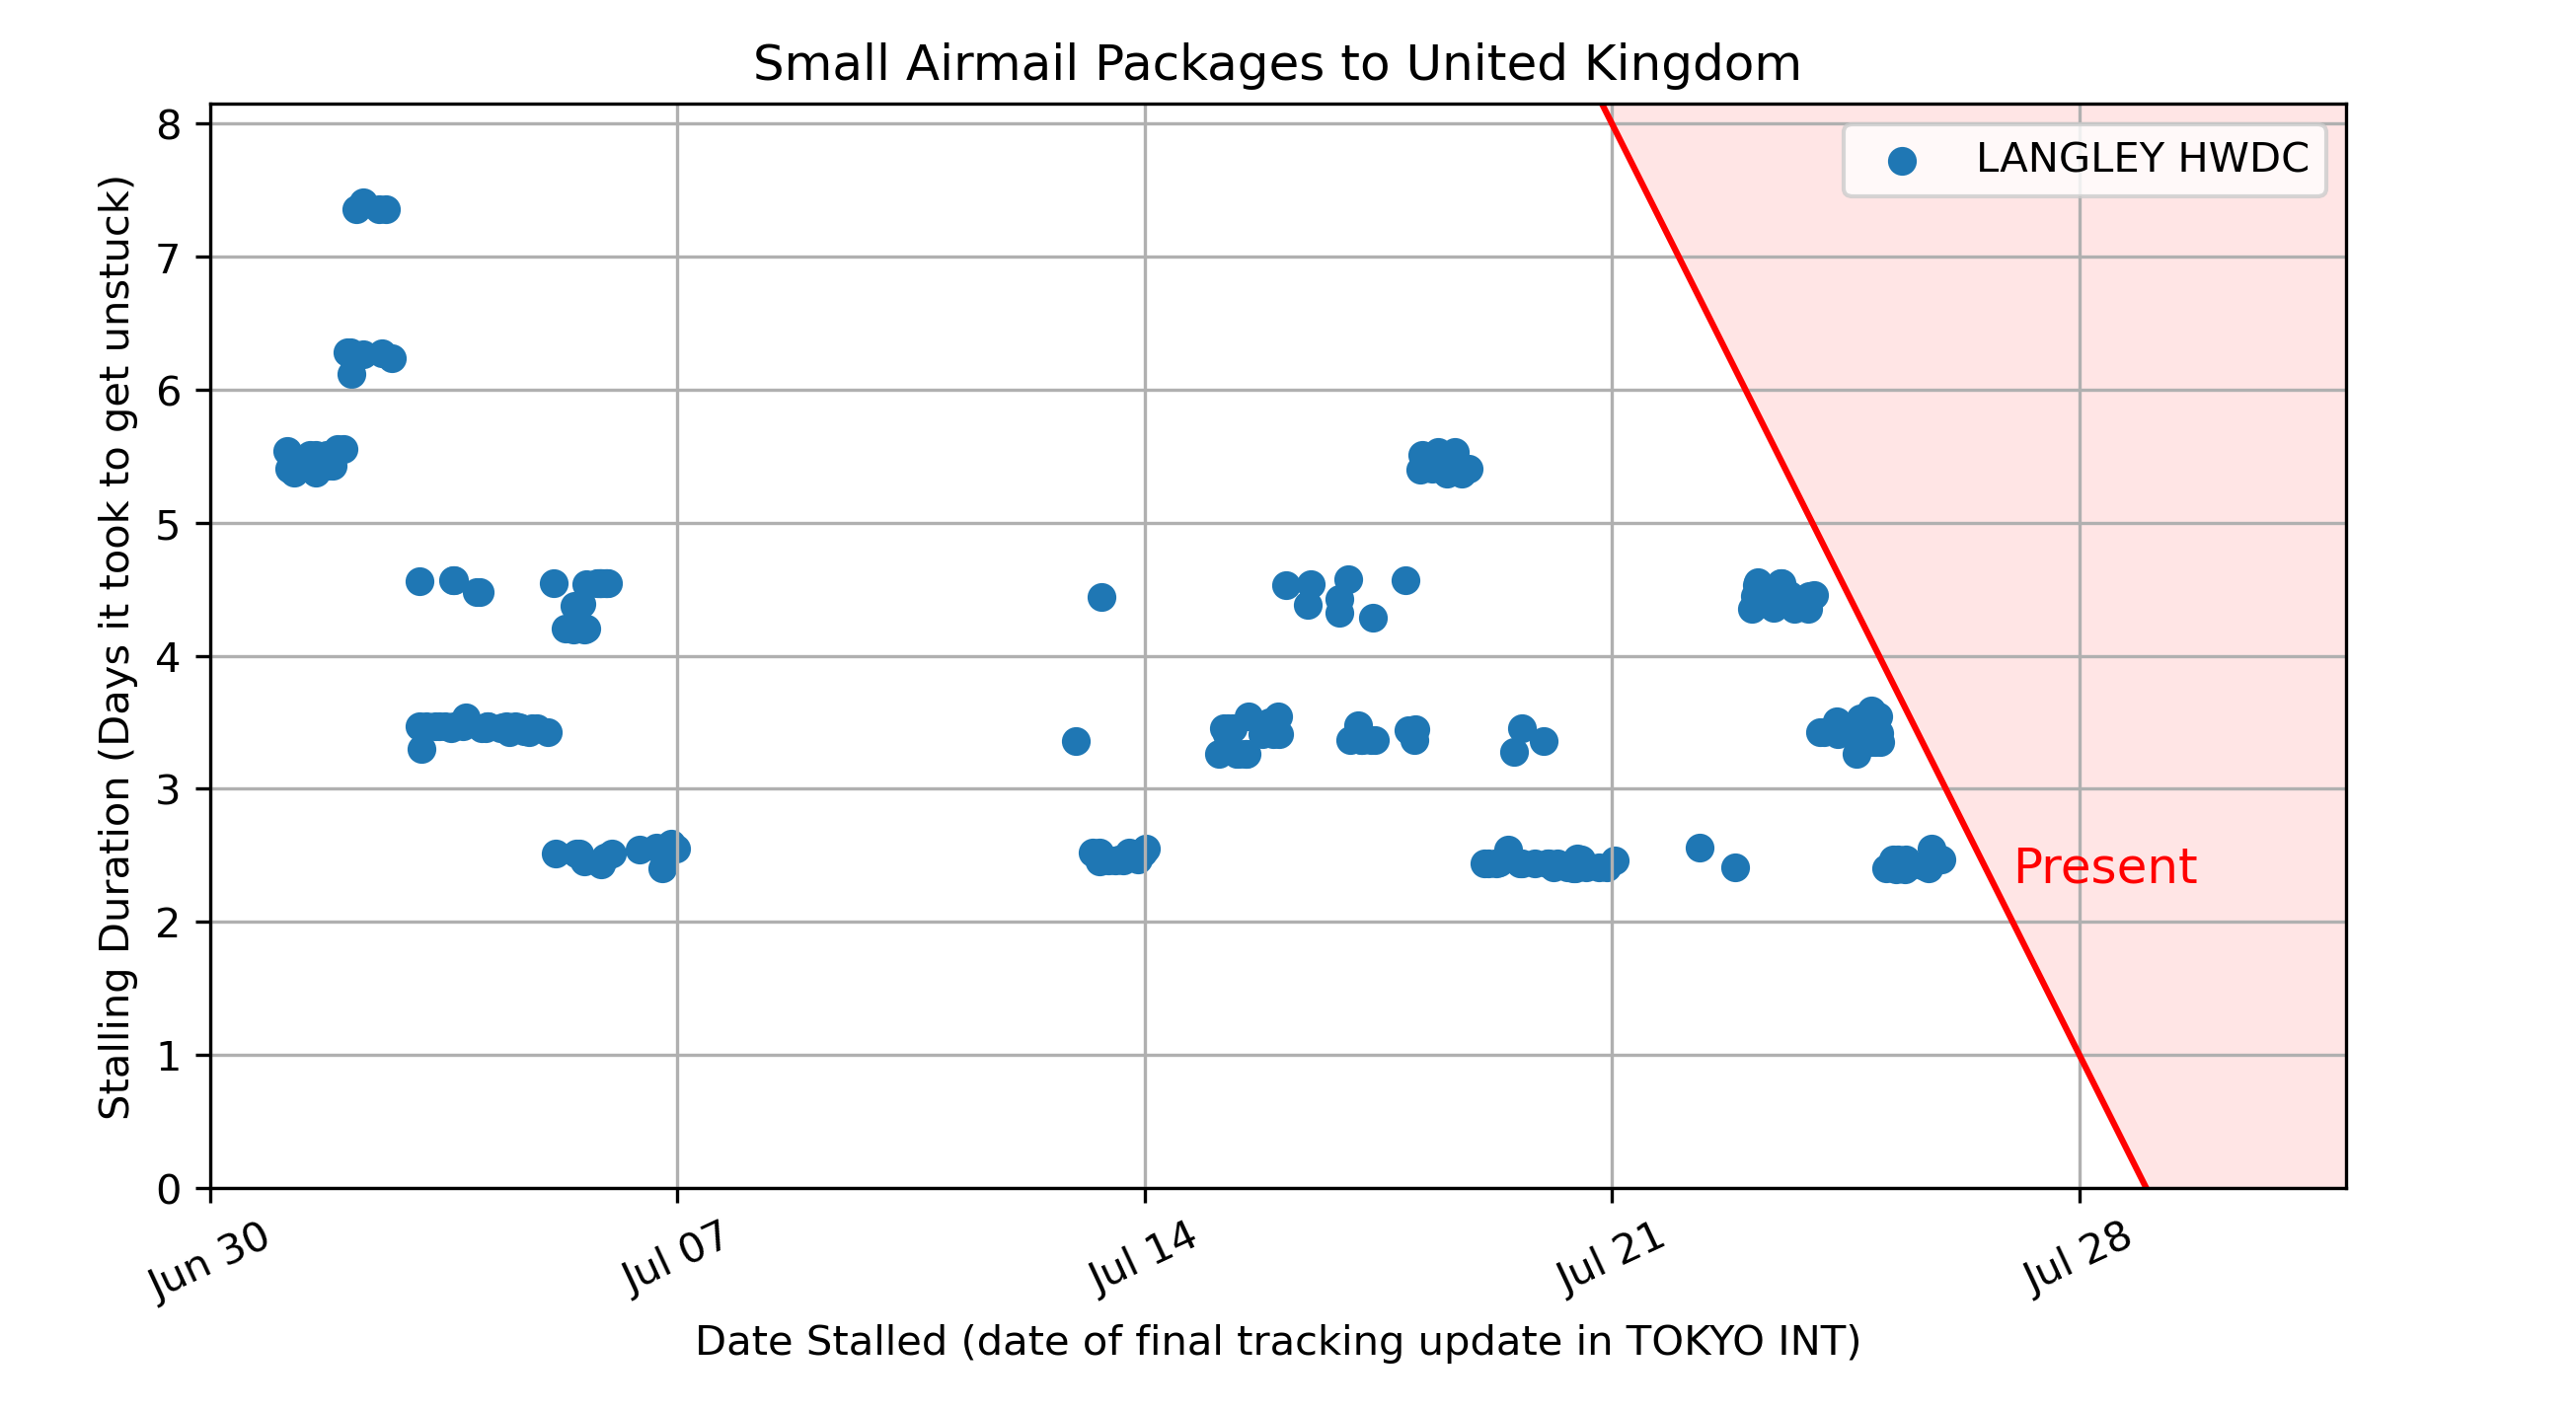 Small Airmail Packages to United Kingdom
LANGLEY HWDC
Stalling Duration (Days it took to get unstuck)
8
7
6
5
4
3
2
1
0
Present
Jun 30
Jul 07
Jul 14
Jul 21
Jul 28
Date Stalled (date of final tracking update in TOKYO INT)